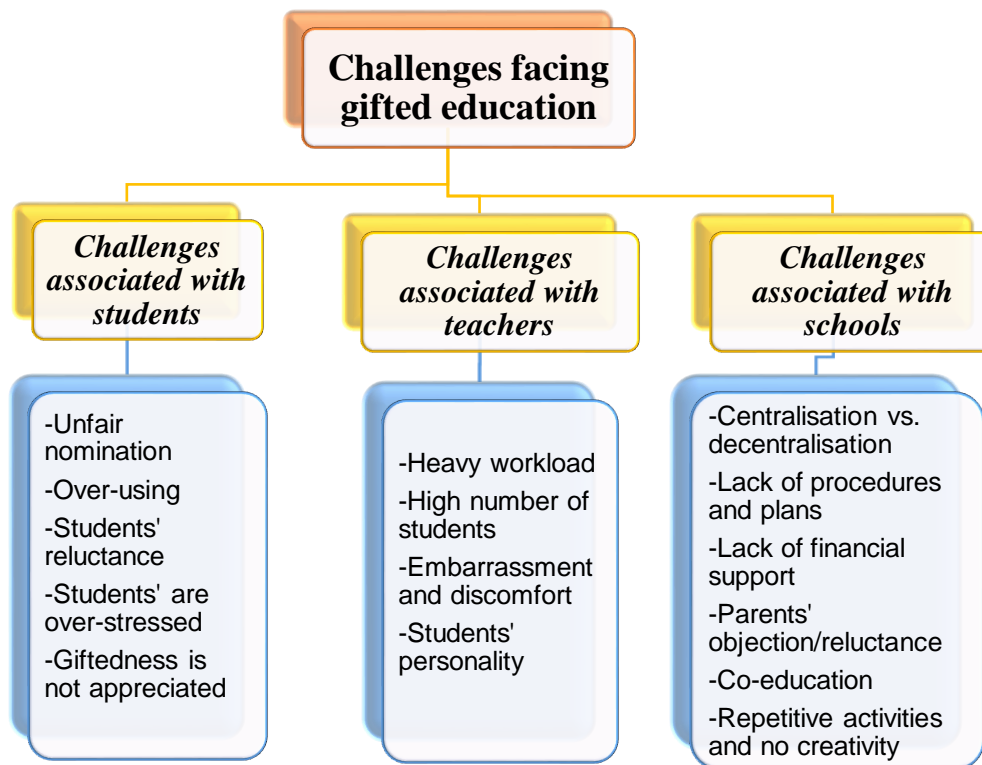 Challenges facing
gifted education
Challenges
associated with
students
Challenges
associated with
teachers
Challenges
associated with
schools
-Unfair
nomination
-Over-using
-Students'
reluctance
-Students' are
over-stressed
-Giftedness is
not appreciated
-Heavy workload
-High number of
students
-Embarrassment
and discomfort
-Students'
personality
-Centralisation vs.
decentralisation
-Lack of procedures
and plans
-Lack of financial
support
-Parents'
objection/reluctance
-Co-education
-Repetitive activities
and no creativity